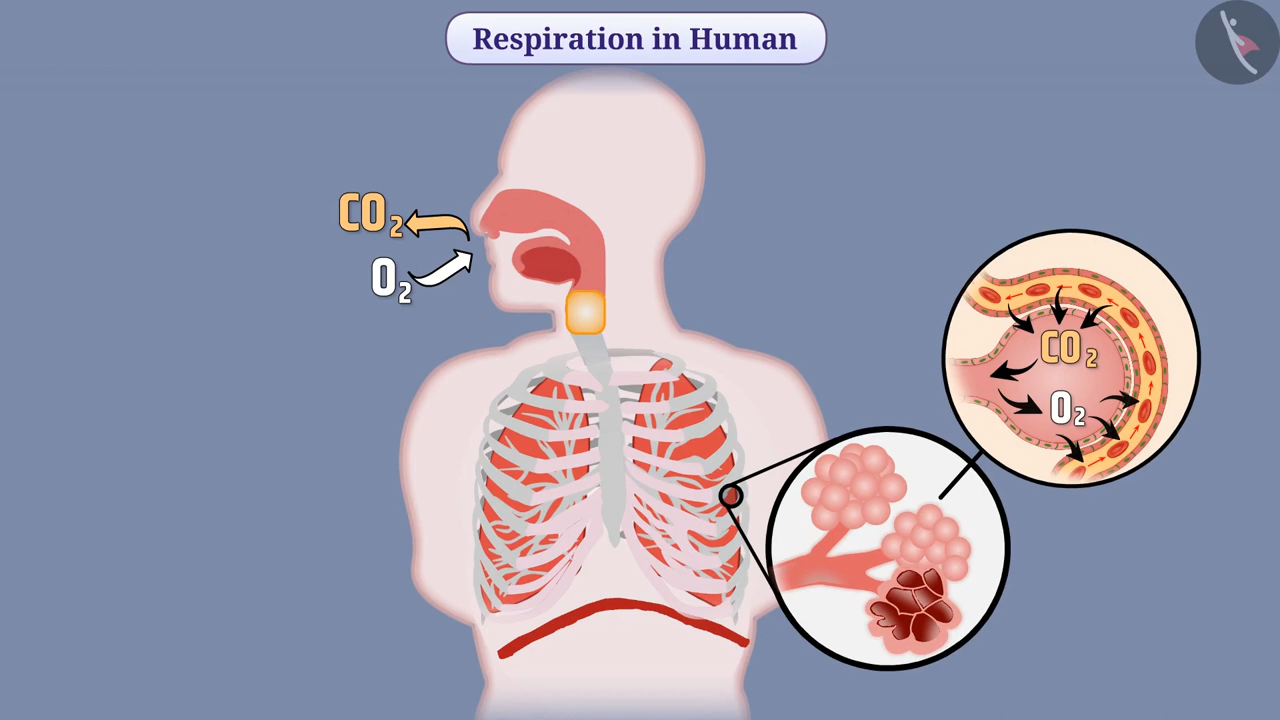 Respiration in Human
CO₂
O₂
CO₂
O₂